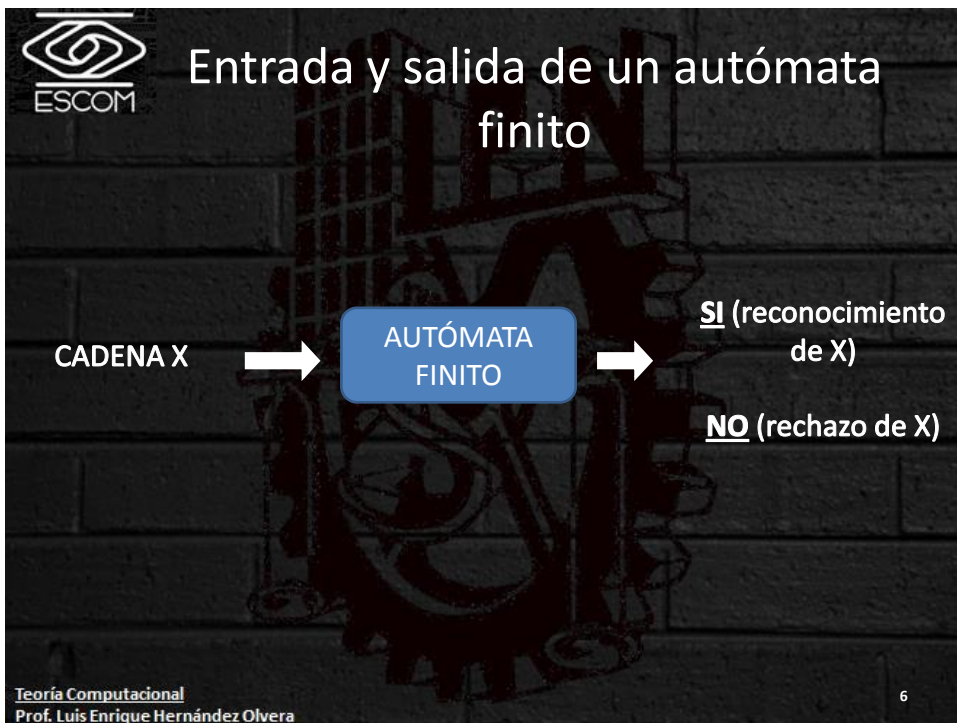 ESCOM
Entrada y salida de un autómata
finito
CADENA X
AUTÓMATA
FINITO
SI (reconocimiento
de X)
NO (rechazo de X)
Teoría Computacional
Prof. Luis Enrique Hernández Olvera
6